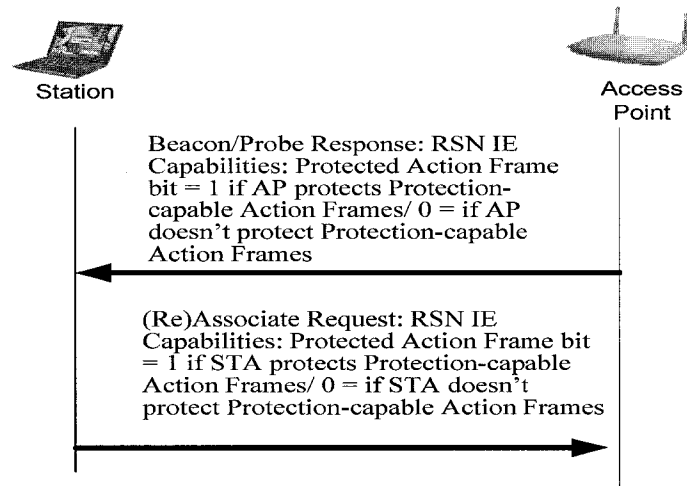 Station
Access
Point
Beacon/Probe Response: RSN IE
Capabilities: Protected Action Frame
bit = 1 if AP protects Protection-
capable Action Frames/ 0 = if AP
doesn't protect Protection-capable
Action Frames
(Re)Associate Request: RSN IE
Capabilities: Protected Action Frame bit
= 1 if STA protects Protection-capable
Action Frames/ 0 = if STA doesn't
protect Protection-capable Action Frames